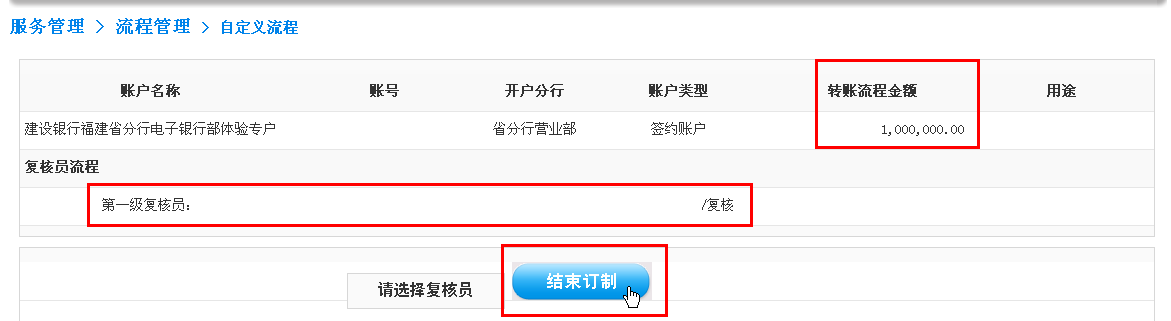 服务管理 > 流程管理 > 自定义流程
账户名称 账号 开户分行 账户类型 转账流程金额 用途
建设银行福建省分行电子银行部体验专户 省分行营业部 签约账户 1,000,000.00
复核员流程
第一级复核员: /复核
请选择复核员 结束订制